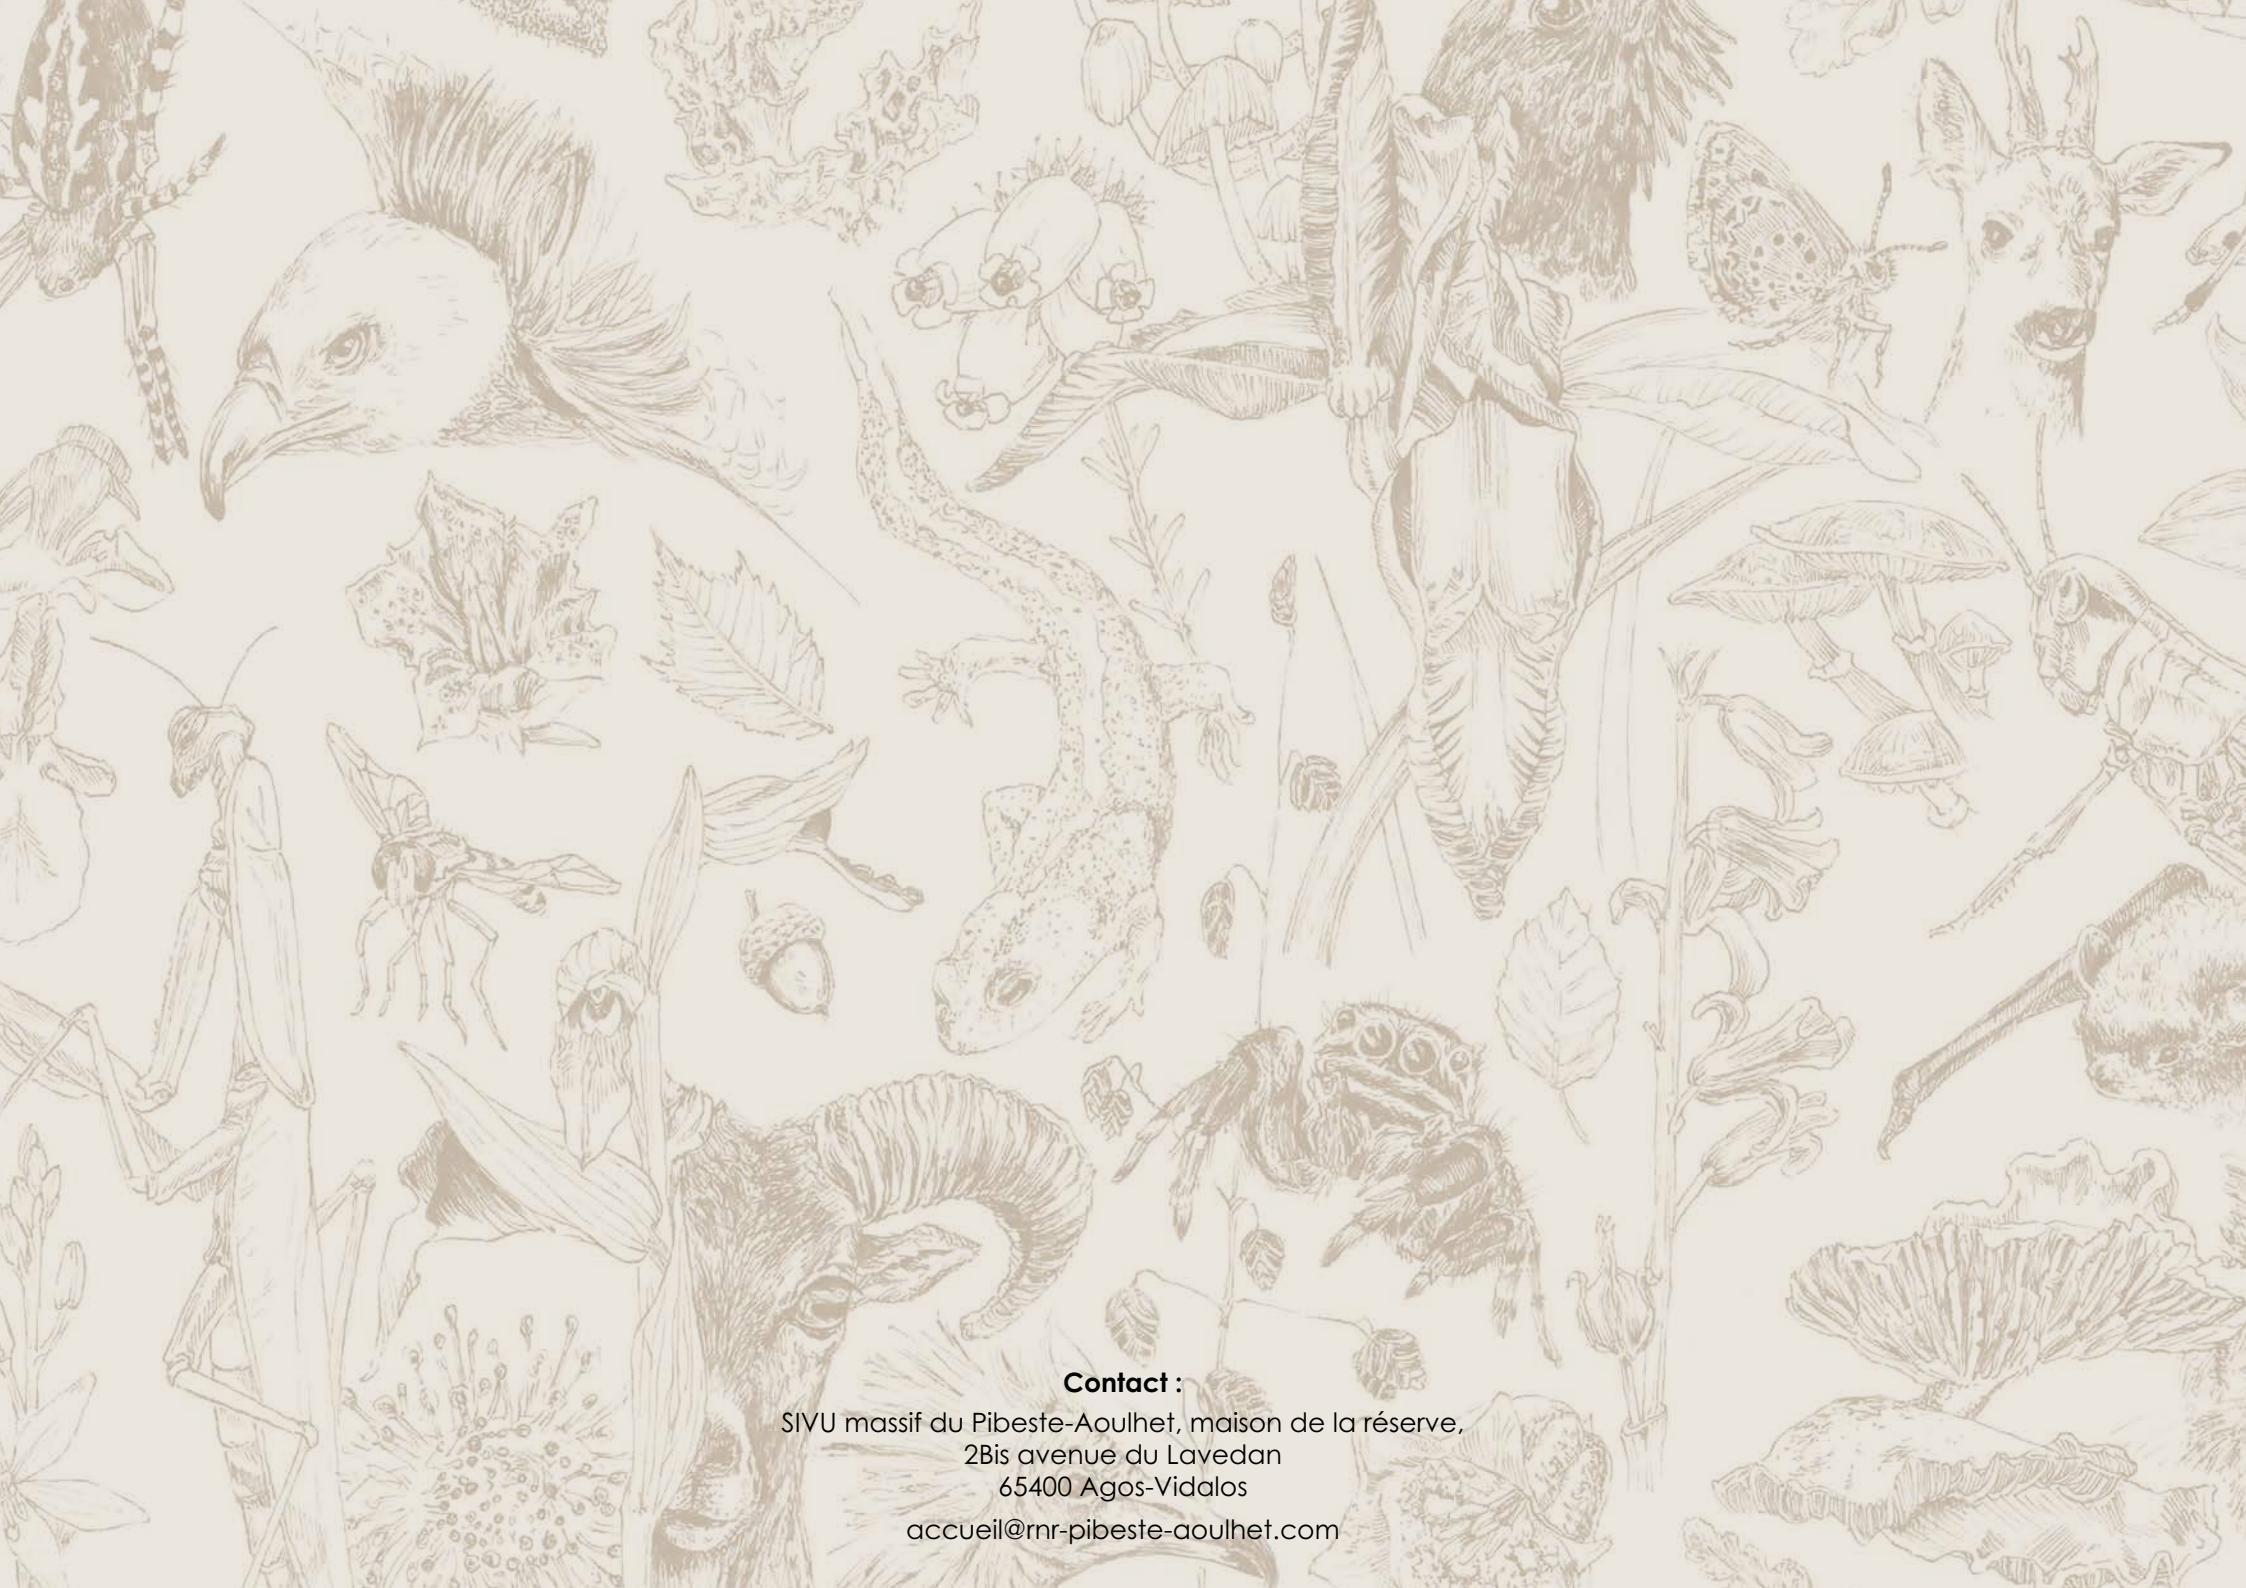 Contact :
SIVU massif du Pibeste-Aoulhet, maison de la réserve,
2Bis avenue du Lavedan
65400 Agos-Vidalos
accueil@rnr-pibeste-aoulhet.com